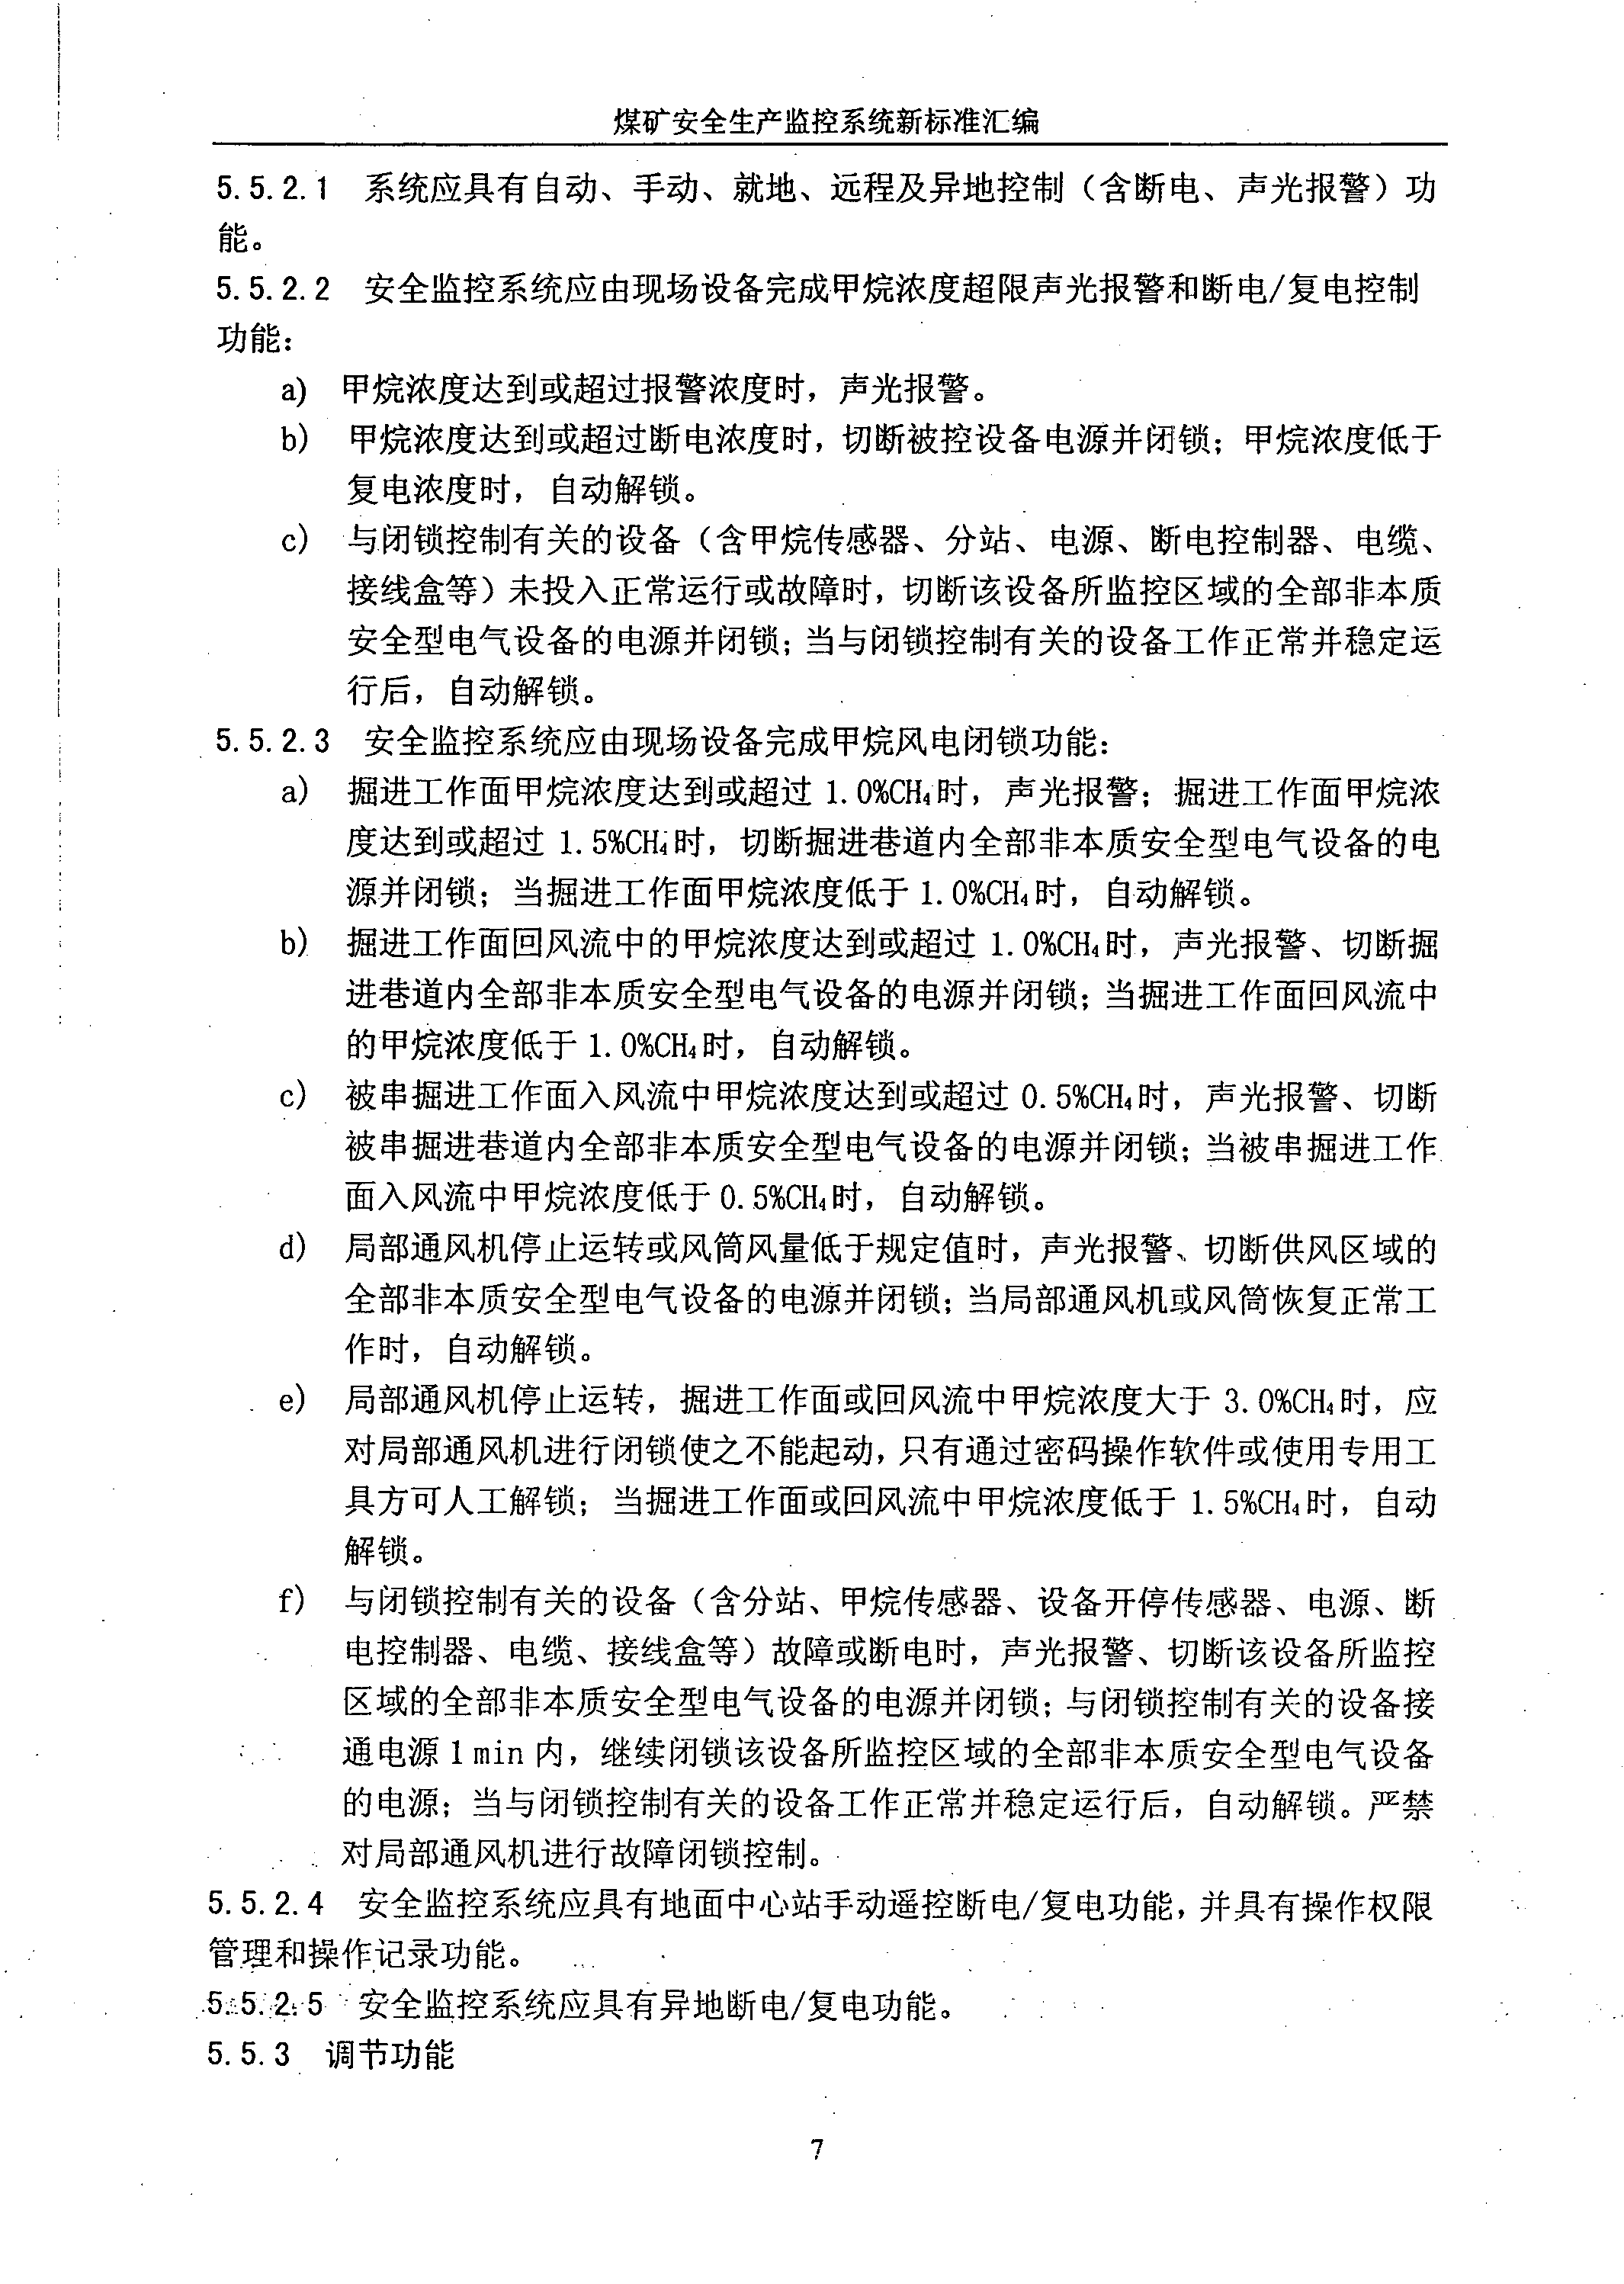 煤矿安全生产监控系统新标准汇编
5.5.2.1 系统应具有自动、手动、就地、远程及异地控制（含断电、声光报警）功
能。
5.5.2.2 安全监控系统应由现场设备完成甲烷浓度超限声光报警和断电/复电控制
功能：
a) 甲烷浓度达到或超过报警浓度时，声光报警。
b) 甲烷浓度达到或超过断电浓度时，切断被控设备电源并闭锁；甲烷浓度低于
复电浓度时，自动解锁。
c) 与闭锁控制有关的设备（含甲烷传感器、分站、电源、断电控制器、电缆、
接线盒等）未投入正常运行或故障时，切断该设备所监控区域的全部非本质
安全型电气设备的电源并闭锁；当与闭锁控制有关的设备工作正常并稳定运
行后，自动解锁。
5.5.2.3 安全监控系统应由现场设备完成甲烷风电闭锁功能：
a) 掘进工作面甲烷浓度达到或超过 1.0%CH₄时，声光报警；掘进工作面甲烷浓
度达到或超过 1.5%CH₄时，切断掘进巷道内全部非本质安全型电气设备的电
源并闭锁；当掘进工作面甲烷浓度低于 1.0%CH₄时，自动解锁。
b) 掘进工作面回风流中的甲烷浓度达到或超过 1.0%CH₄时，声光报警、切断掘
进巷道内全部非本质安全型电气设备的电源并闭锁；当掘进工作面回风流中
的甲烷浓度低于 1.0%CH₄时，自动解锁。
c) 被串掘进工作面入风流中甲烷浓度达到或超过 0.5%CH₄时，声光报警、切断
被串掘进巷道内全部非本质安全型电气设备的电源并闭锁；当被串掘进工作
面入风流中甲烷浓度低于 0.5%CH₄时，自动解锁。
d) 局部通风机停止运转或风筒风量低于规定值时，声光报警、切断供风区域的
全部非本质安全型电气设备的电源并闭锁；当局部通风机或风筒恢复正常工
作时，自动解锁。
e) 局部通风机停止运转，掘进工作面或回风流中甲烷浓度大于 3.0%CH₄时，应
对局部通风机进行闭锁使之不能起动，只有通过密码操作软件或使用专用工
具方可人工解锁；当掘进工作面或回风流中甲烷浓度低于 1.5%CH₄时，自动
解锁。
f) 与闭锁控制有关的设备（含分站、甲烷传感器、设备开停传感器、电源、断
电控制器、电缆、接线盒等）故障或断电时，声光报警、切断该设备所监控
区域的全部非本质安全型电气设备的电源并闭锁；与闭锁控制有关的设备接
通电源 1min 内，继续闭锁该设备所监控区域的全部非本质安全型电气设备
的电源；当与闭锁控制有关的设备工作正常并稳定运行后，自动解锁。严禁
对局部通风机进行故障闭锁控制。
5.5.2.4 安全监控系统应具有地面中心站手动遥控断电/复电功能，并具有操作权限
管理和操作记录功能。
5.5.2.5 安全监控系统应具有异地断电/复电功能。
5.5.3 调节功能
7